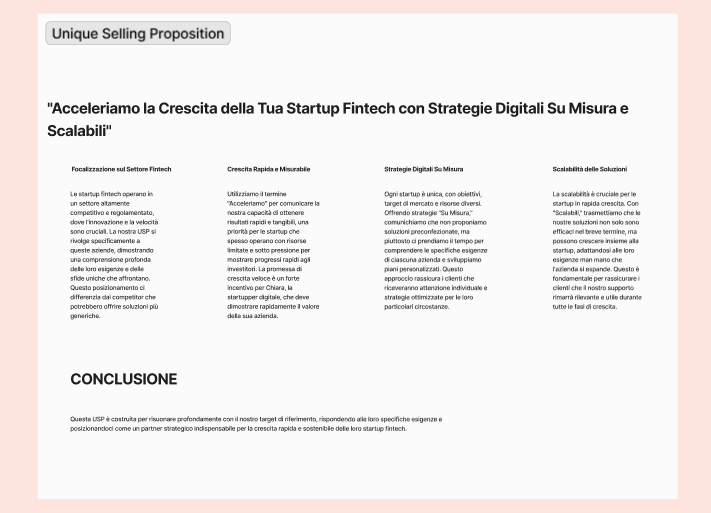 Unique Selling Proposition
"Acceleriamo la Crescita della Tua Startup Fintech con Strategie Digitali Su Misura e
Scalabili"
Focalizzazione sul Settore Fintech
Le startup fintech operano in
un settore altamente
competitivo e regolamentato,
dove l'innovazione e la velocità
sono cruciali. La nostra USP si
rivolge specificamente a
queste aziende, dimostrando
una comprensione profonda
delle loro esigenze e delle
sfide uniche che affrontano.
Questo posizionamento ci
differenzia dai competitor che
potrebbero offrire soluzioni più
generiche.
Crescita Rapida e Misurabile
Utilizziamo il termine
"Acceleriamo" per comunicare la
nostra capacità di ottenere
risultati rapidi e tangibili, una
priorità per le startup che
spesso operano con risorse
limitate e sotto pressione per
mostrare progressi rapidi agli
investitori. La promessa di
crescita veloce è un forte
incentivo per Chiara, la
startupper digitale, che deve
dimostrare rapidamente il valore
della sua azienda.
Strategie Digitali Su Misura
Ogni startup è unica, con obiettivi,
target di mercato e risorse diversi.
Offrendo strategie "Su Misura,"
comunichiamo che non proponiamo
soluzioni preconfezionate, ma
piuttosto ci prendiamo il tempo per
comprendere le specifiche esigenze
di ciascuna azienda e sviluppiamo
piani personalizzati. Questo
approccio rassicura i clienti che
riceveranno attenzione individuale e
strategie ottimizzate per le loro
particolari circostanze.
Scalabilità delle Soluzioni
La scalabilità è cruciale per le
startup in rapida crescita. Con
"Scalabili," trasmettiamo che le
nostre soluzioni non solo sono
efficaci nel breve termine, ma
possono crescere insieme alla
startup, adattandosi alle loro
esigenze man mano che
l'azienda si espande. Questo è
fondamentale per rassicurare i
clienti che il nostro supporto
rimarrà rilevante e utile durante
tutte le fasi di crescita.
CONCLUSIONE
Questa USP è costruita per risuonare profondamente con il nostro target di riferimento, rispondendo alle loro specifiche esigenze e
posizionandoci come un partner strategico indispensabile per la crescita rapida e sostenibile delle loro startup fintech.